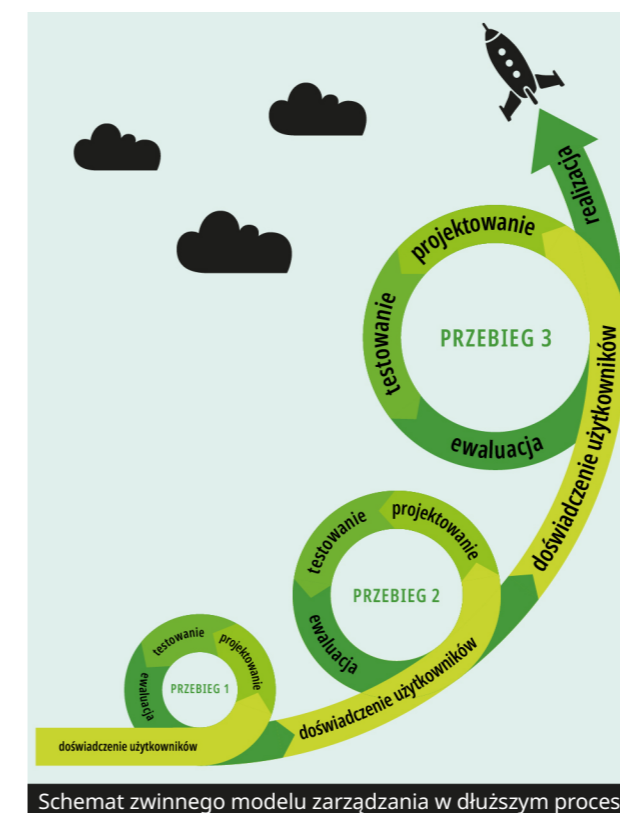 realizacja
projektowanie
testowanie
PRZEBIEG 3
ewaluacja
doświadczenie użytkowników
testowanie
projektowanie
PRZEBIEG 2
ewaluacja
doświadczenie użytkowników
testowanie
projektowanie
PRZEBIEG 1
ewaluacja
doświadczenie użytkowników
Schemat zwinnego modelu zarządzania w dłuższym proces